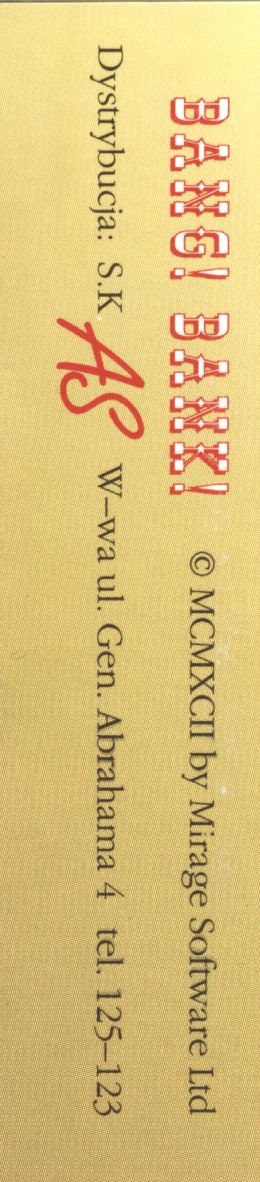 BANG! BANK! © MCMXCII by Mirage Software Ltd
Dystrybucja: S.K. AS W–wa ul. Gen. Abrahama 4 tel. 125–123